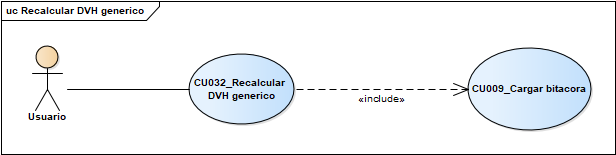 uc Recalcular DVH generico
CU032_Recalcular
DVH generico
CU009_Cargar bitacora
«include»
Usuario